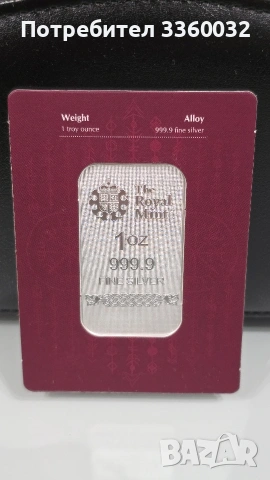 Потребител 3360032
Weight
1 troy ounce
Alloy
999.9 fine silver
The
Royal
Mint
1oz
999.9
FINE SILVER
BAZAR